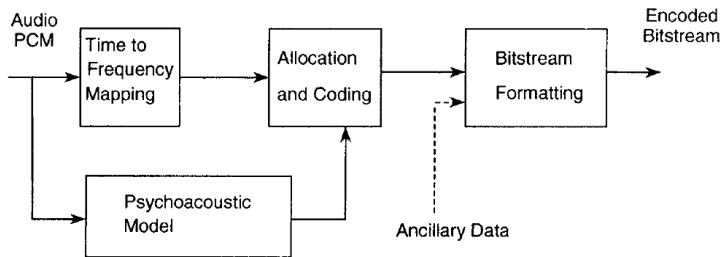 Audio
PCM
Time to
Frequency
Mapping
Allocation
and Coding
Bitstream
Formatting
Encoded
Bitstream
Psychoacoustic
Model
Ancillary Data